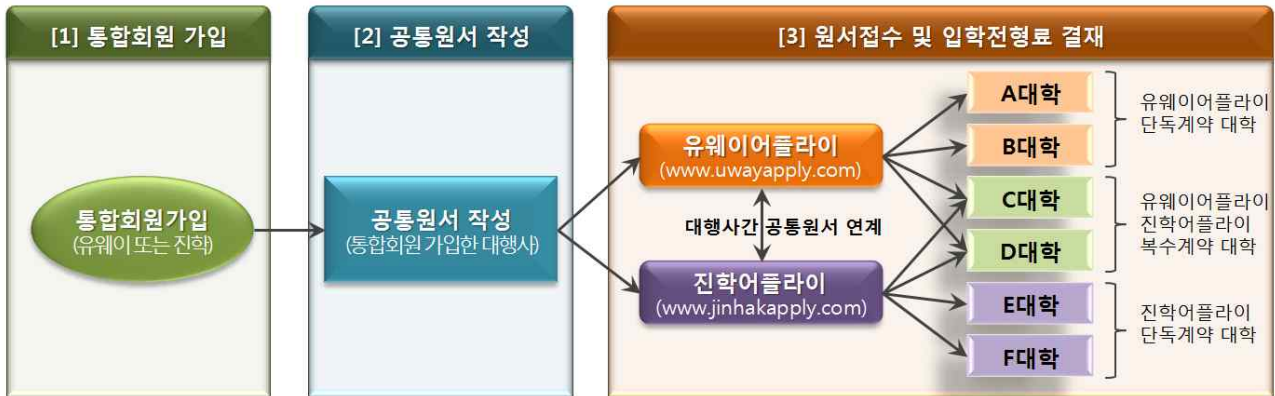 [1] 통합회원 가입
통합회원가입
(유웨이 또는 진학)
[2] 공통원서 작성
공통원서 작성
(통합회원 가입한 대행사)
[3] 원서접수 및 입학전형료 결재
유웨이어플라이
(www.uwayapply.com)
대행사간 공통원서 연계
진학어플라이
(www.jinhakapply.com)
A대학
B대학
C대학
D대학
E대학
F대학
유웨이어플라이
단독계약 대학
유웨이어플라이
진학어플라이
복수계약 대학
진학어플라이
단독계약 대학